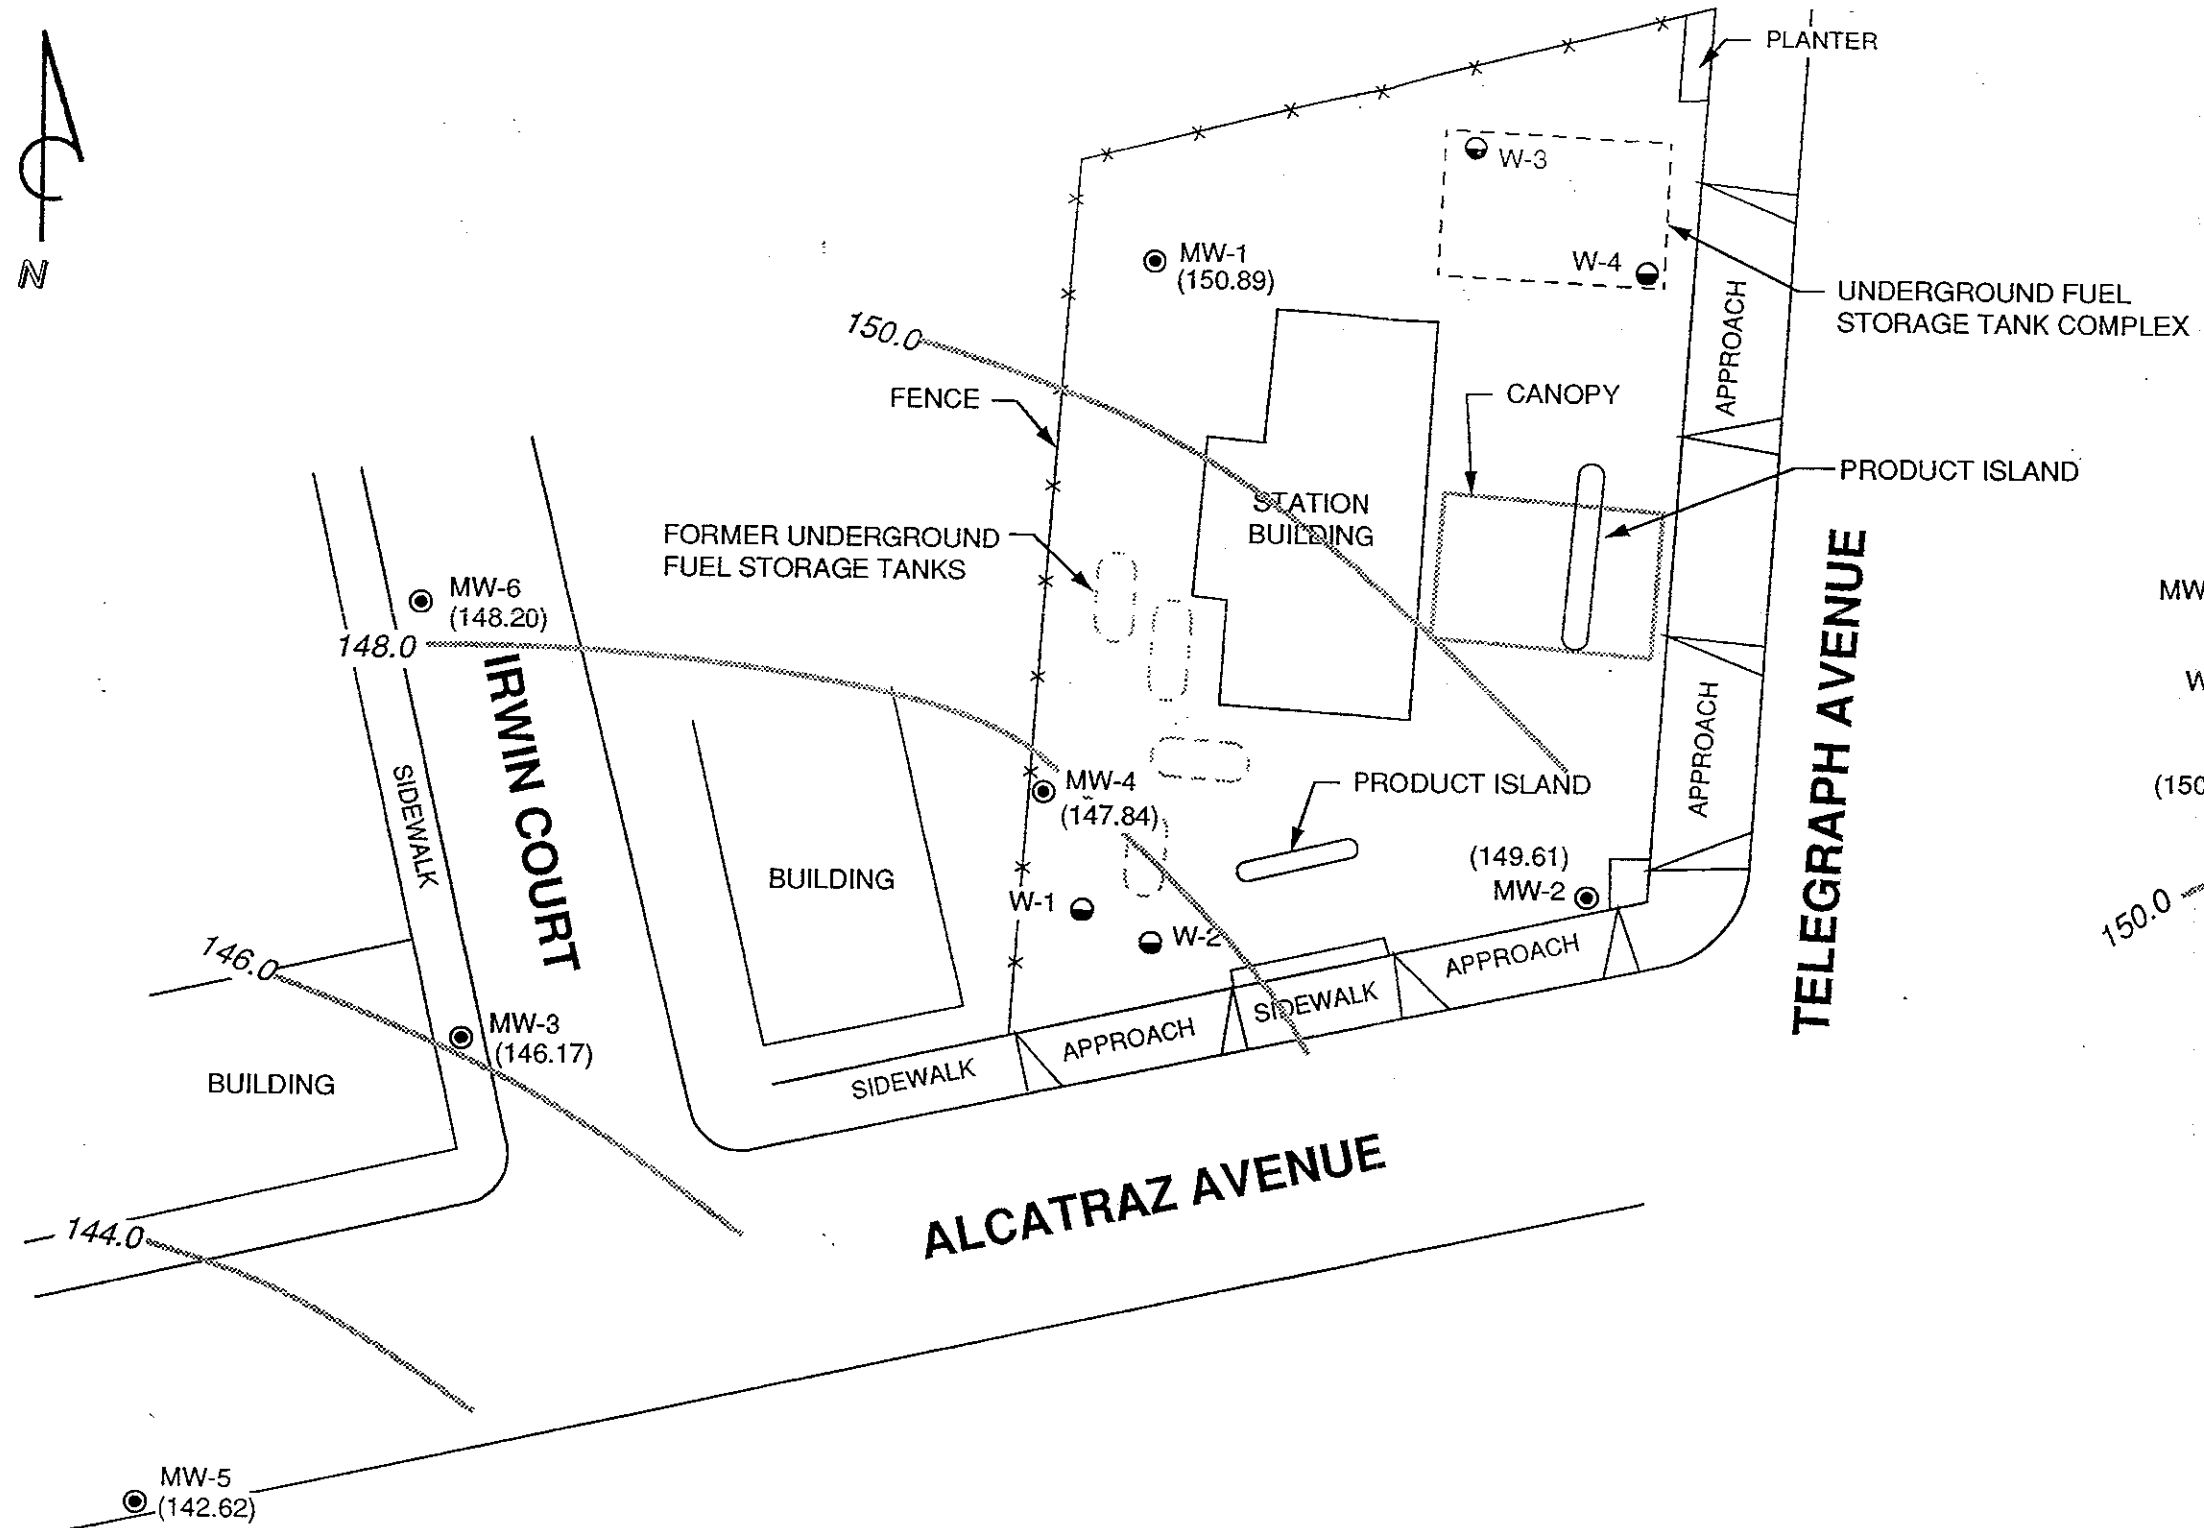 N
PLANTER
W-3
MW-1
(150.89)
W-4
UNDERGROUND FUEL
STORAGE TANK COMPLEX
APPROACH
150.0
FENCE
CANOPY
PRODUCT ISLAND
STATION
BUILDING
FORMER UNDERGROUND
FUEL STORAGE TANKS
MW-6
(148.20)
148.0
IRWIN COURT
SIDEWALK
TELEGRAPH AVENUE
APPROACH
MW-4
(147.84)
PRODUCT ISLAND
BUILDING
(149.61)
MW-2
W-1
W-2
146.0
APPROACH
SIDEWALK
APPROACH
SIDEWALK
MW-3
(146.17)
BUILDING
ALCATRAZ AVENUE
144.0
MW-5
(142.62)
MW
W
(150
150.0